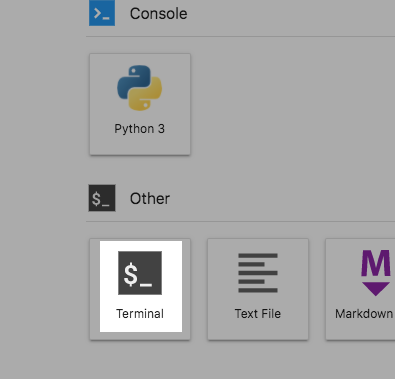 Console
Python 3
$_
Other
$_
Terminal
Text File
M
Markdown